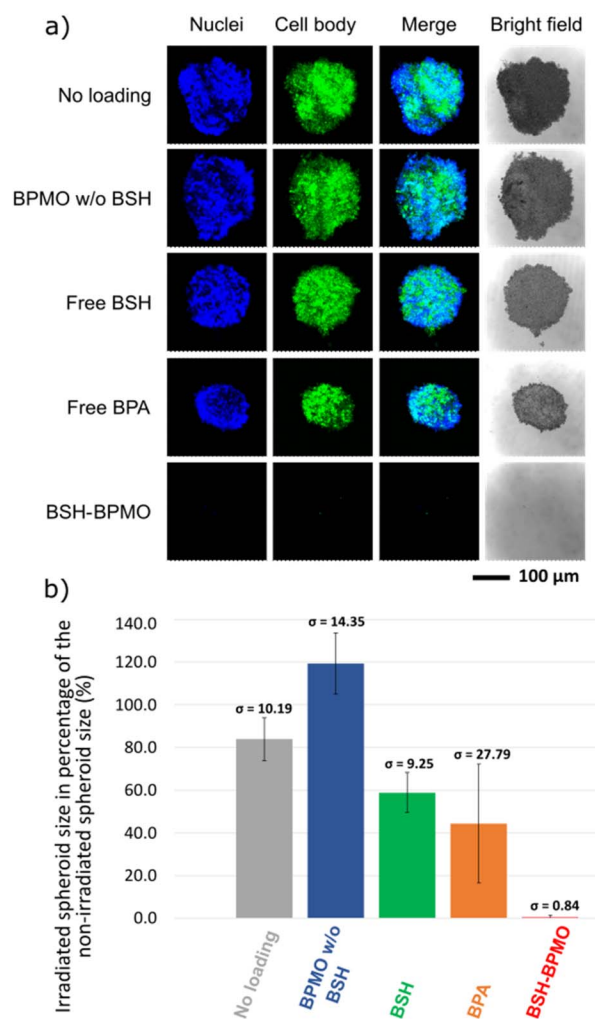 a)
Nuclei Cell body Merge Bright field
No loading
BPMO w/o BSH
Free BSH
Free BPA
BSH-BPMO
100 µm
b)
Irradiated spheroid size in percentage of the
non-irradiated spheroid size (%)
140.0
120.0
100.0
80.0
60.0
40.0
20.0
0.0
σ = 10.19
σ = 14.35
σ = 9.25
σ = 27.79
σ = 0.84
No loading
BPMO w/o
BSH
BSH
BPA
BSH-BPMO